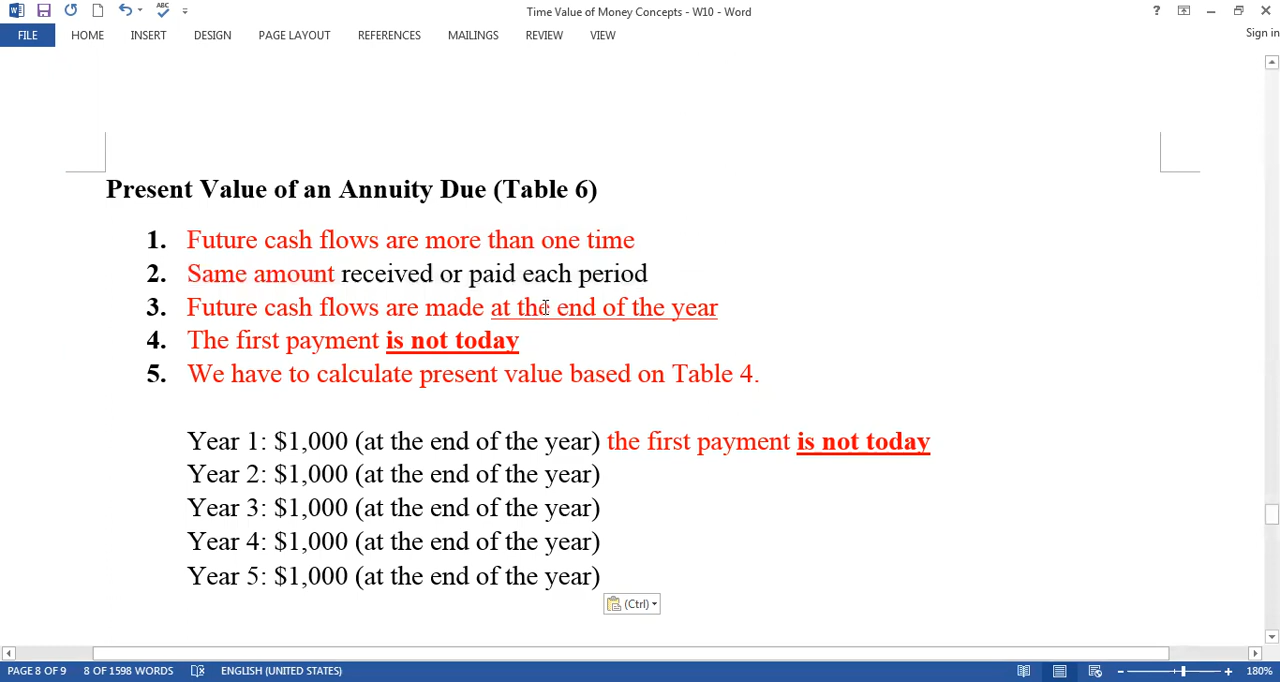 ABC
Time Value of Money Concepts - W10 - Word
?
FILE HOME INSERT DESIGN PAGE LAYOUT REFERENCES MAILINGS REVIEW VIEW
Sign in
Present Value of an Annuity Due (Table 6)
1. Future cash flows are more than one time
2. Same amount received or paid each period
3. Future cash flows are made at the end of the year
4. The first payment is not today
5. We have to calculate present value based on Table 4.
Year 1: $1,000 (at the end of the year) the first payment is not today
Year 2: $1,000 (at the end of the year)
Year 3: $1,000 (at the end of the year)
Year 4: $1,000 (at the end of the year)
Year 5: $1,000 (at the end of the year)
(Ctrl)
PAGE 8 OF 9 8 OF 1598 WORDS ENGLISH (UNITED STATES) 180%